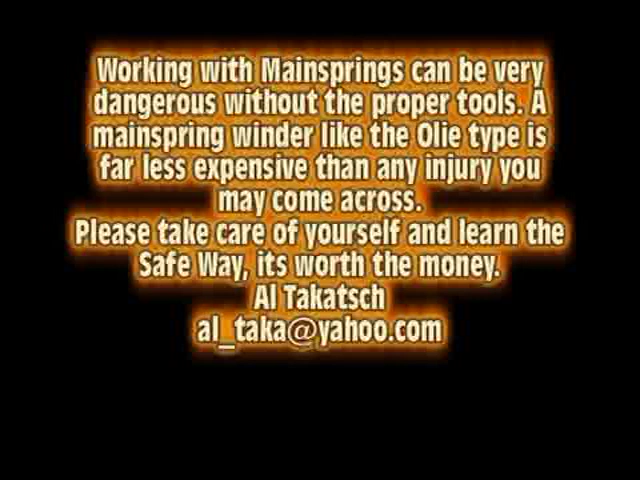 Working with Mainsprings can be very
dangerous without the proper tools. A
mainspring winder like the Olie type is
far less expensive than any injury you
may come across.
Please take care of yourself and learn the
Safe Way, its worth the money.
Al Takatsch
al_taka@yahoo.com